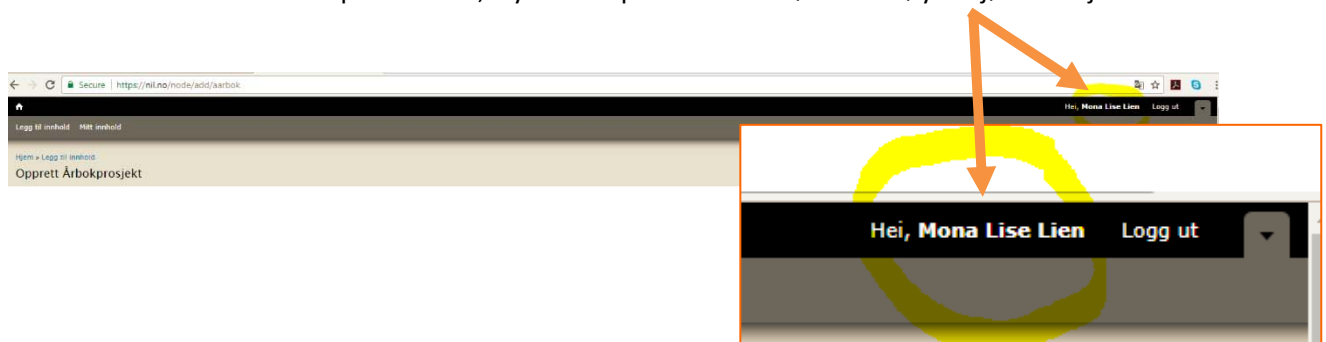 Secure | https://nil.no/node/add/aarbok
Hei, Mona Lise Lien Logg ut
Legg til innhold Mitt innhold
Hjem » Legg til innhold
Opprett Årbokprosjekt
Hei, Mona Lise Lien Logg ut